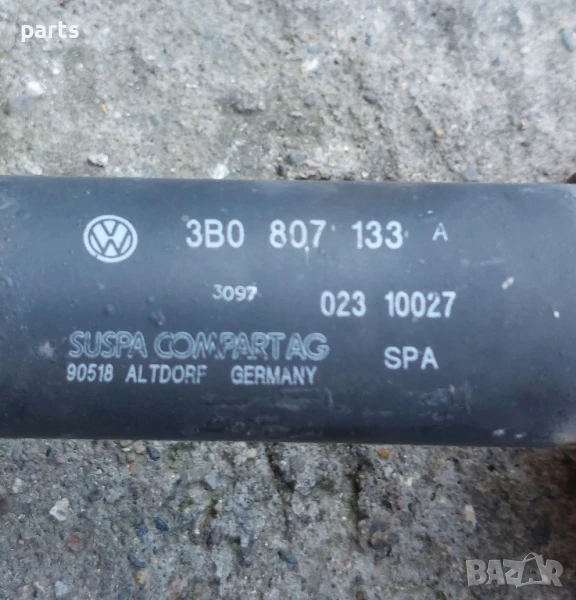 parts
3B0 807 133 A
3097 023 10027
SUSPA COMPART AG SPA
90518 ALTDORF GERMANY
BAZAR